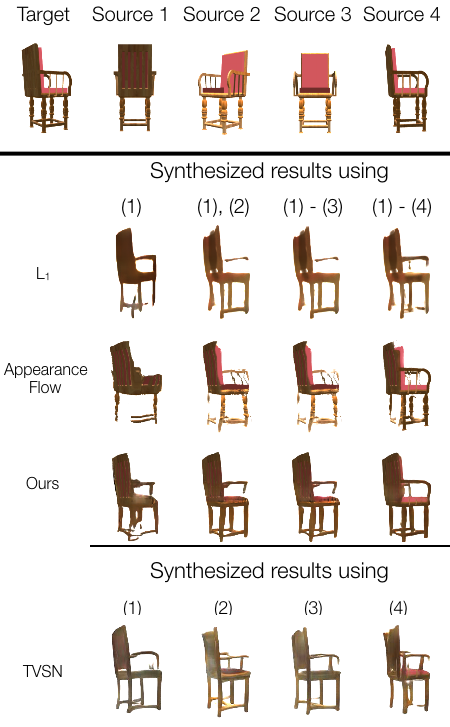 Target Source 1 Source 2 Source 3 Source 4
Synthesized results using
(1) (1), (2) (1) - (3) (1) - (4)
L₁
Appearance
Flow
Ours
Synthesized results using
(1) (2) (3) (4)
TVSN